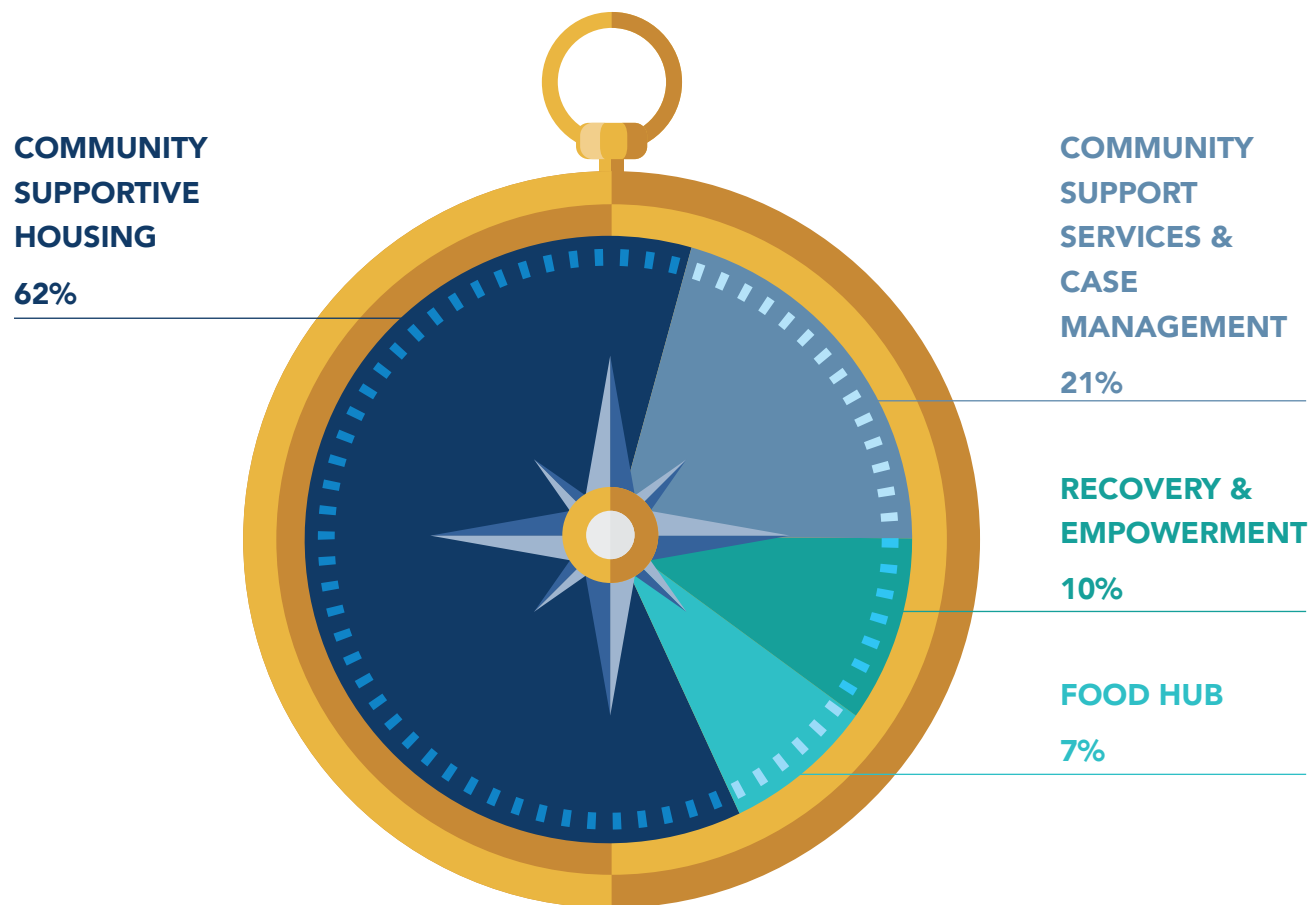 COMMUNITY
SUPPORTIVE
HOUSING
62%
COMMUNITY
SUPPORT
SERVICES &
CASE
MANAGEMENT
21%
RECOVERY &
EMPOWERMENT
10%
FOOD HUB
7%